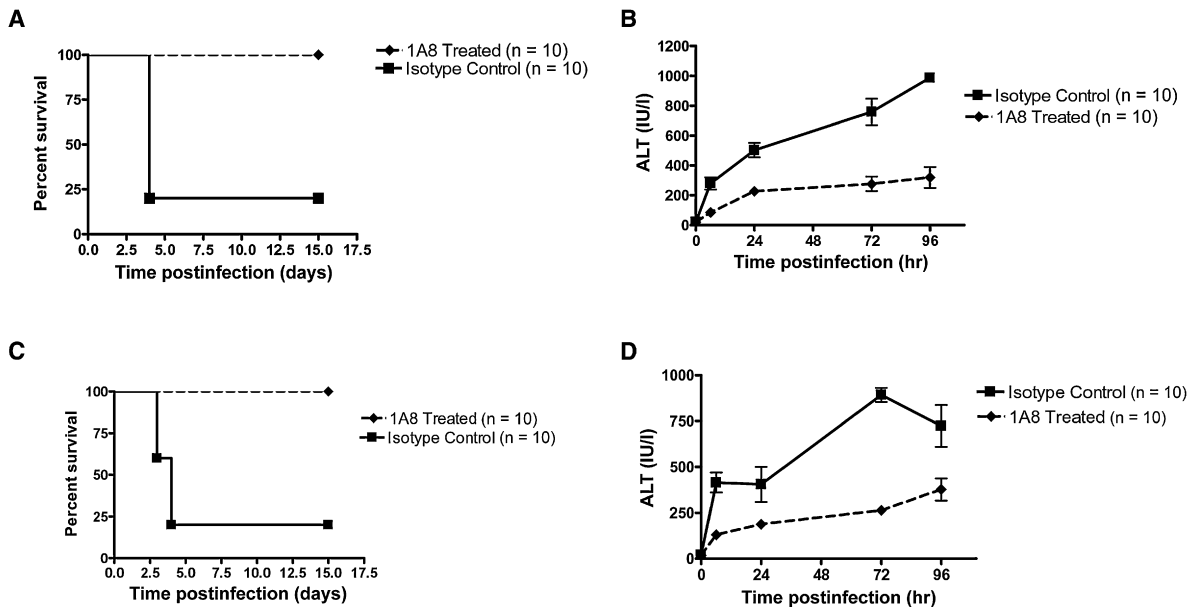 A
Percent survival
100
75
50
25
0
0.0 2.5 5.0 7.5 10.0 12.5 15.0 17.5
Time postinfection (days)
1A8 Treated (n = 10)
Isotype Control (n = 10)
B
ALT (IU/l)
1200
1000
800
600
400
200
0
0 24 48 72 96
Time postinfection (hr)
Isotype Control (n = 10)
1A8 Treated (n = 10)
C
Percent survival
100
75
50
25
0
0.0 2.5 5.0 7.5 10.0 12.5 15.0 17.5
Time postinfection (days)
1A8 Treated (n = 10)
Isotype Control (n = 10)
D
ALT (IU/l)
1000
750
500
250
0
0 24 48 72 96
Time postinfection (hr)
Isotype Control (n = 10)
1A8 Treated (n = 10)